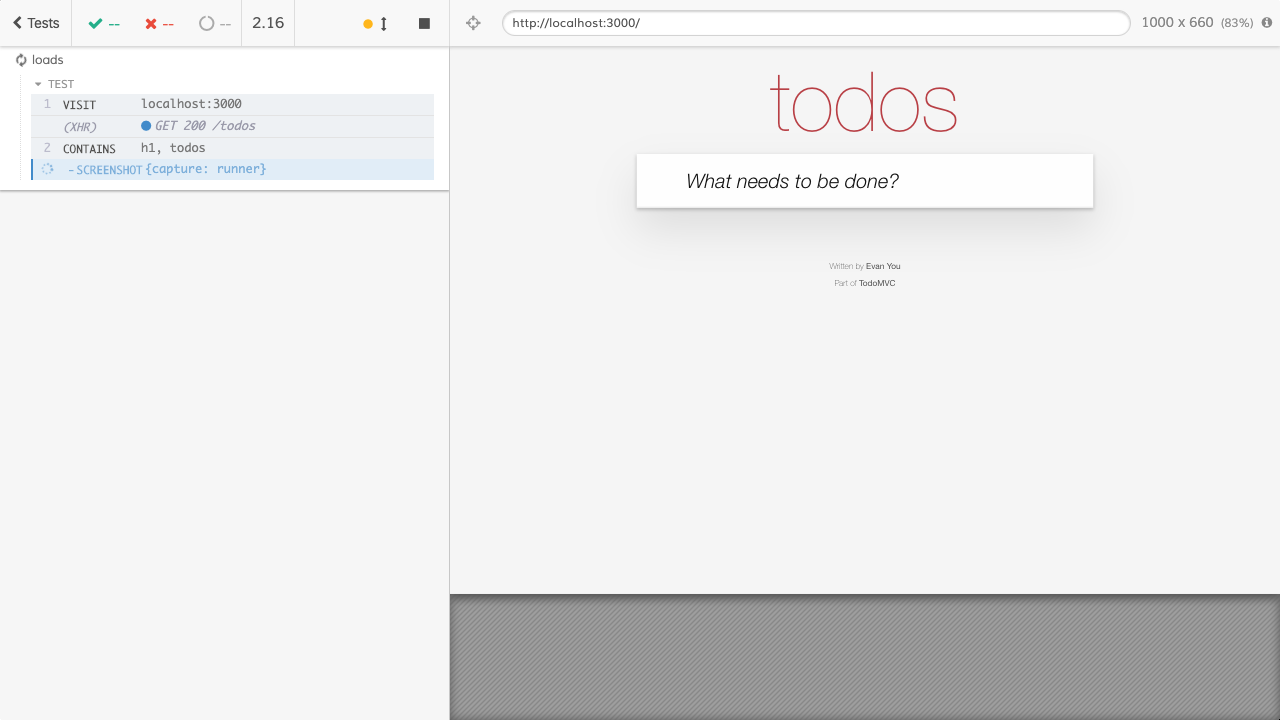 Tests -- -- -- 2.16
http://localhost:3000/ 1000 x 660 (83%)
loads
TEST
1 VISIT localhost:3000
(XHR) GET 200 /todos
2 CONTAINS h1, todos
- SCREENSHOT {capture: runner}
todos
What needs to be done?
Written by Evan You
Part of TodoMVC